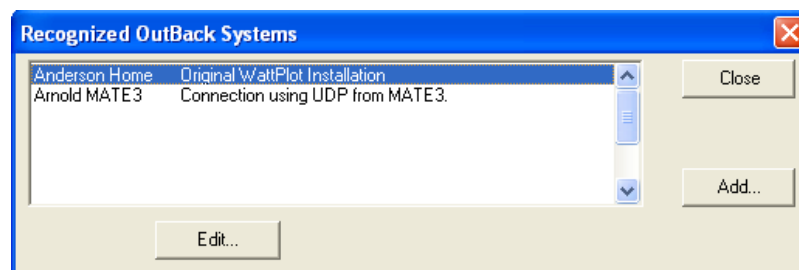 Recognized OutBack Systems
Anderson Home Original WattPlot Installation
Arnold MATE3 Connection using UDP from MATE3.
Close
Add...
Edit...